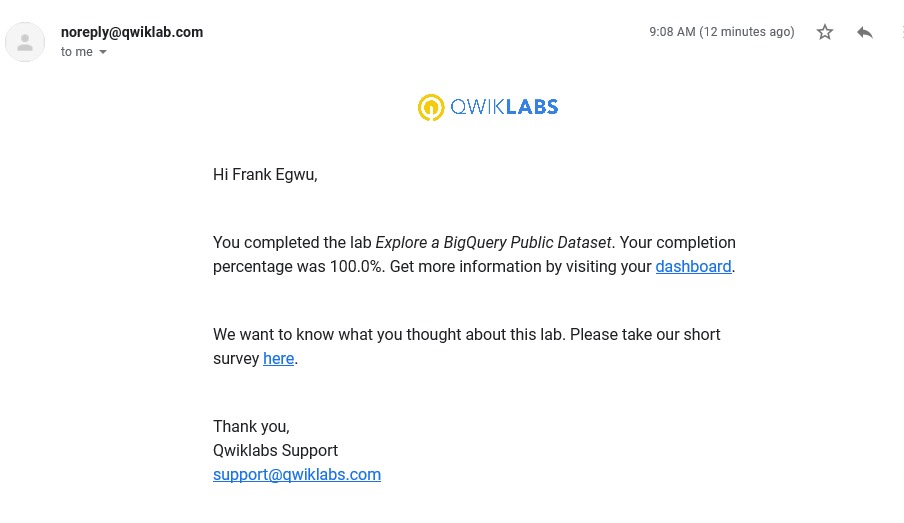 noreply@qwiklab.com
9:08 AM (12 minutes ago)
to me
QWIKLABS
Hi Frank Egwu,
You completed the lab Explore a BigQuery Public Dataset. Your completion
percentage was 100.0%. Get more information by visiting your dashboard.
We want to know what you thought about this lab. Please take our short
survey here.
Thank you,
Qwiklabs Support
support@qwiklabs.com